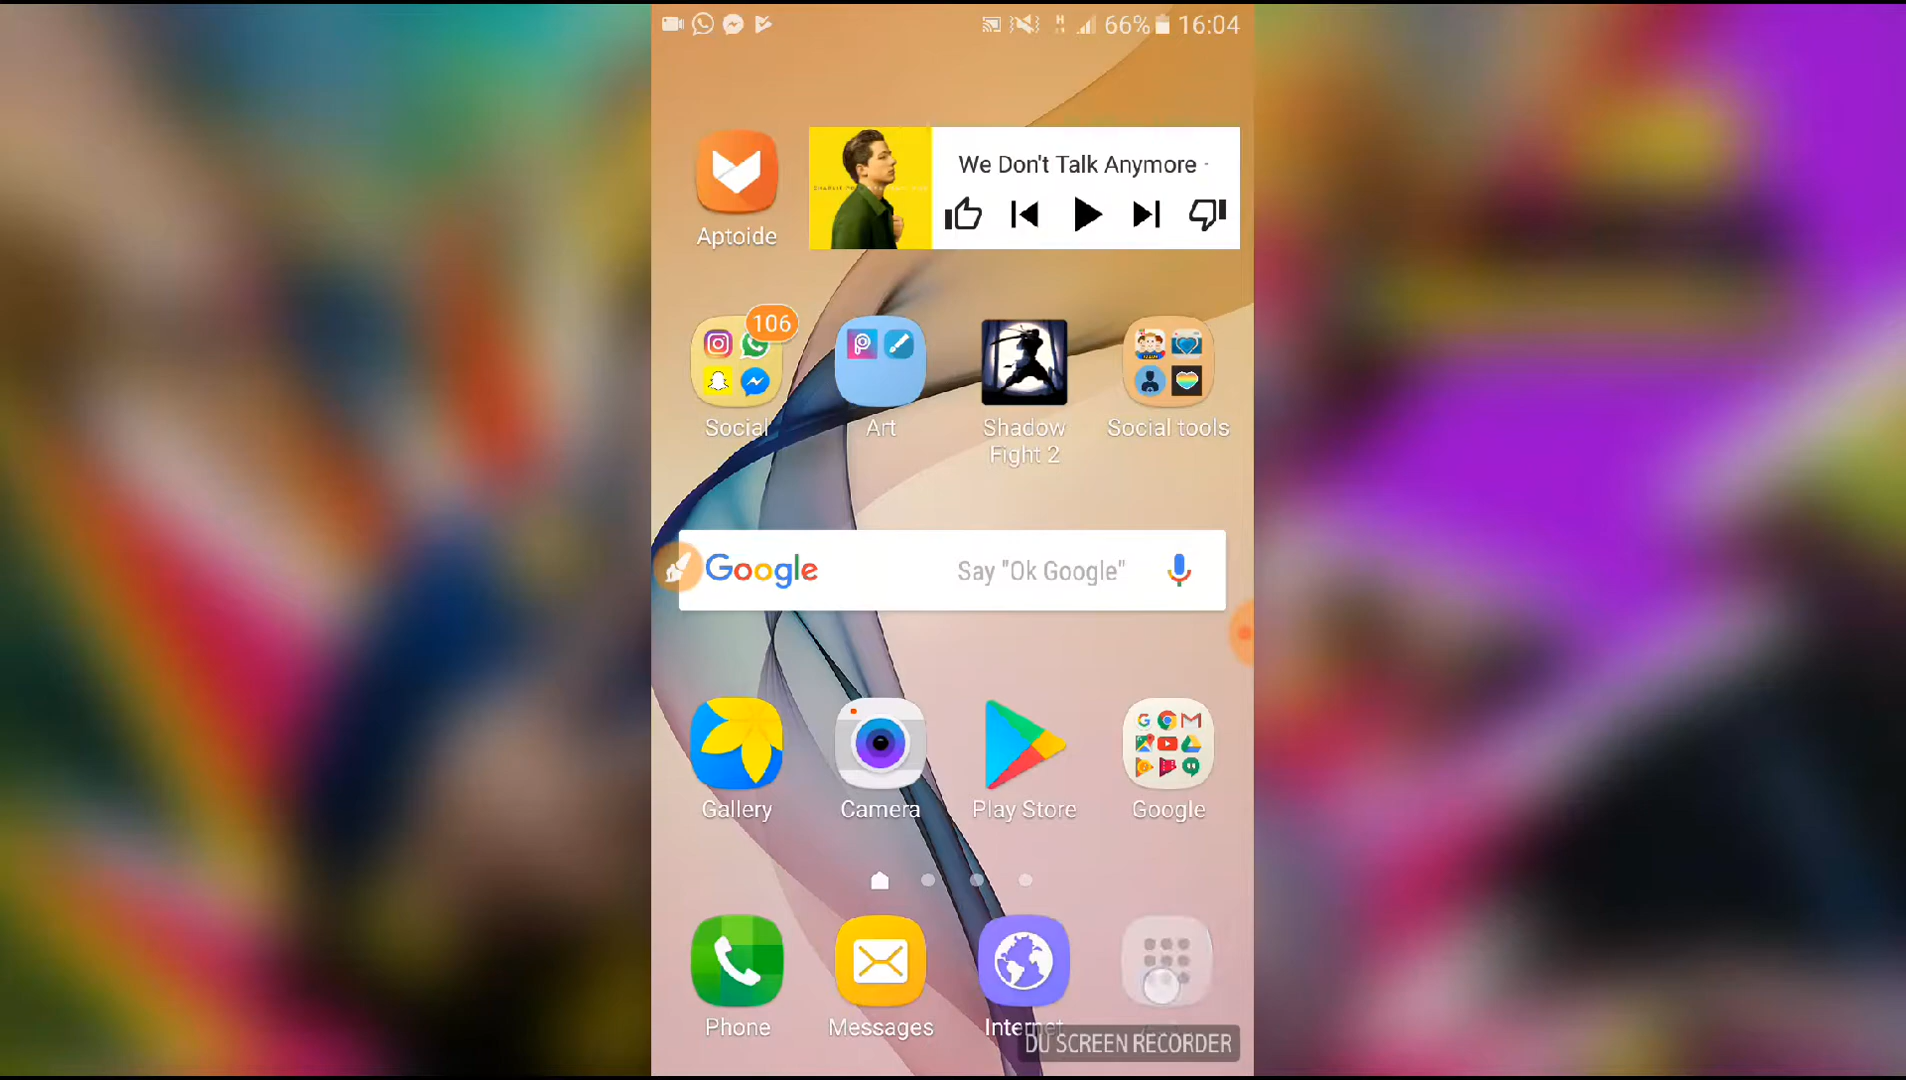 66% 16:04
We Don't Talk Anymore -
Aptoide
106
Social
Art
Shadow
Fight 2
Social tools
Google
Say "Ok Google"
Gallery
Camera
Play Store
Google
Phone
Messages
Internet
DU SCREEN RECORDER